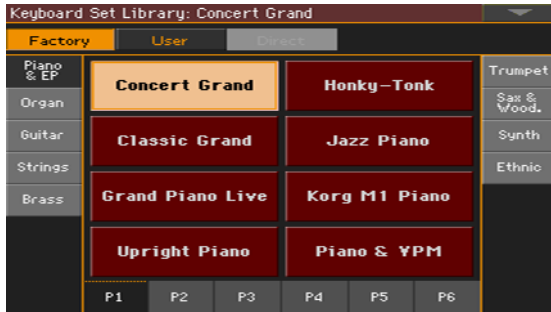 Keyboard Set Library: Concert Grand
Factory
User
Direct
Piano
& EP
Organ
Guitar
Strings
Brass
Concert Grand
Honky-Tonk
Classic Grand
Jazz Piano
Grand Piano Live
Korg M1 Piano
Upright Piano
Piano & VPM
Trumpet
Sax &
Wood.
Synth
Ethnic
P1
P2
P3
P4
P5
P6